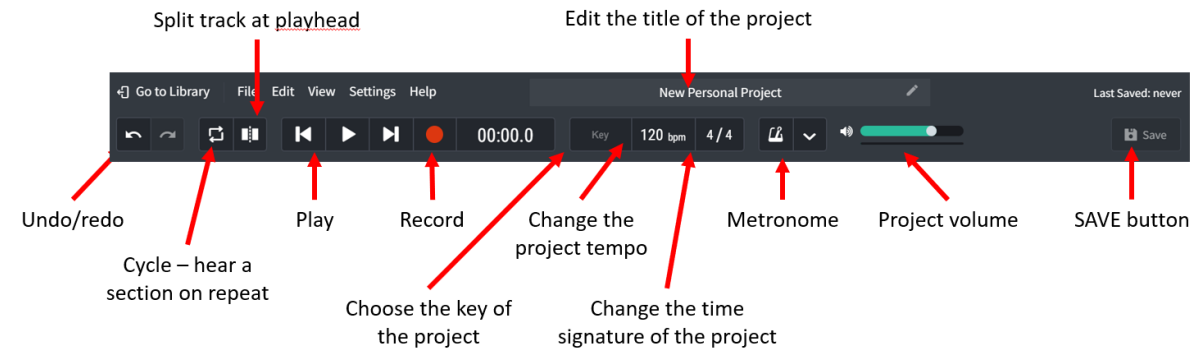 Split track at playhead
Edit the title of the project
Go to Library File Edit View Settings Help New Personal Project Last Saved: never
00:00.0 Key 120 bpm 4 / 4 Save
Undo/redo
Play
Record
Change the
project tempo
Metronome
Project volume
SAVE button
Cycle – hear a
section on repeat
Choose the key of
the project
Change the time
signature of the project